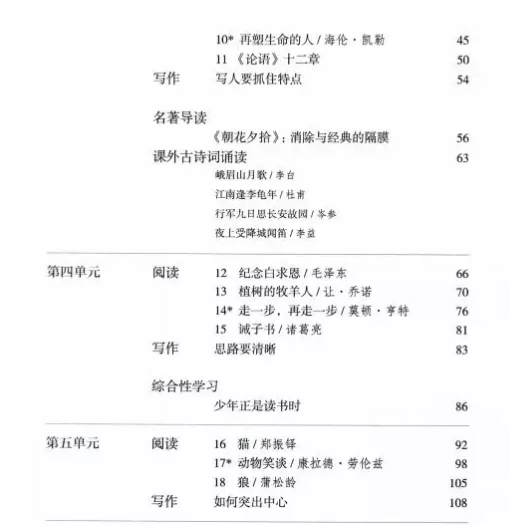 10* 再塑生命的人 / 海伦·凯勒 45
11 《论语》十二章 50
写作 写人要抓住特点 54
名著导读
《朝花夕拾》：消除与经典的隔膜 56
课外古诗词诵读 63
峨眉山月歌 / 李白
江南逢李龟年 / 杜甫
行军九日思长安故园 / 岑参
夜上受降城闻笛 / 李益
第四单元 阅读 12 纪念白求恩 / 毛泽东 66
13 植树的牧羊人 / 让·乔诺 70
14* 走一步，再走一步 / 莫顿·亨特 76
15 诫子书 / 诸葛亮 81
写作 思路要清晰 83
综合性学习
少年正是读书时 86
第五单元 阅读 16 猫 / 郑振铎 92
17* 动物笑谈 / 康拉德·劳伦兹 98
18 狼 / 蒲松龄 105
写作 如何突出中心 108